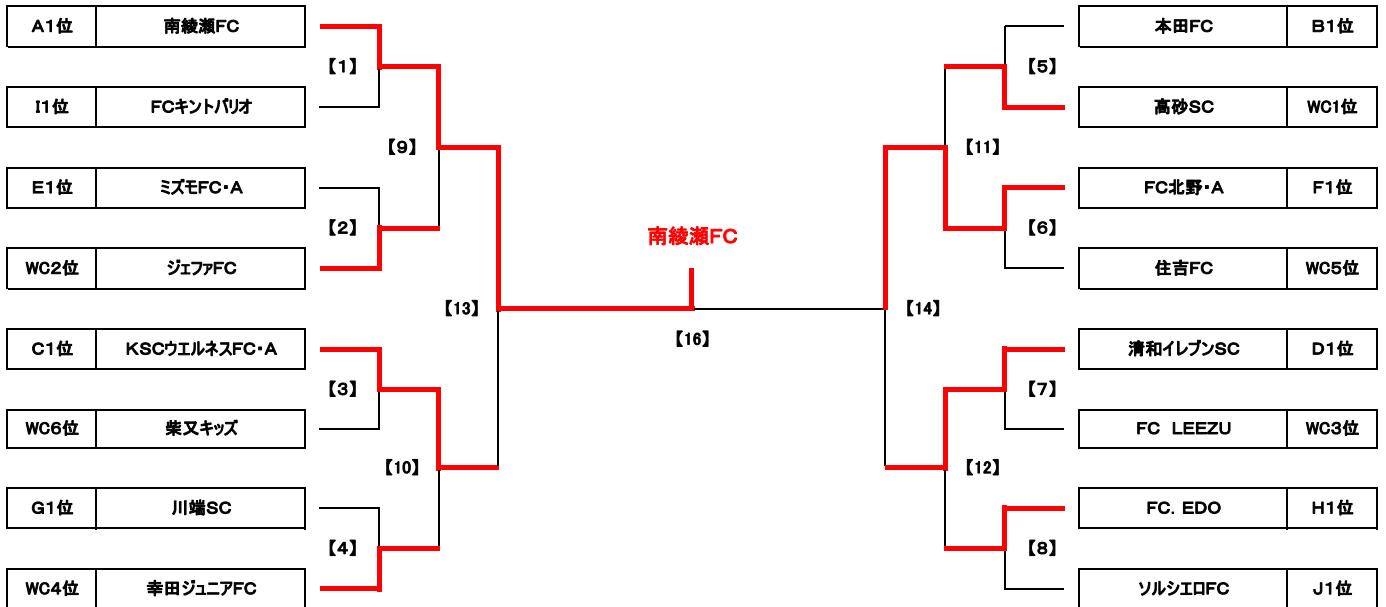 A1位 南綾瀬FC
【1】
I1位 FCキントバリオ
【9】
E1位 ミズモFC・A
【2】
WC2位 ジェファFC
【13】
C1位 KSCウエルネスFC・A
【3】
WC6位 柴又キッズ
【10】
G1位 川端SC
【4】
WC4位 幸田ジュニアFC
南綾瀬FC
【16】
本田FC B1位
【5】
高砂SC WC1位
【11】
FC北野・A F1位
【6】
住吉FC WC5位
【14】
清和イレブンSC D1位
【7】
FC LEEZU WC3位
【12】
FC. EDO H1位
【8】
ソルシエロFC J1位